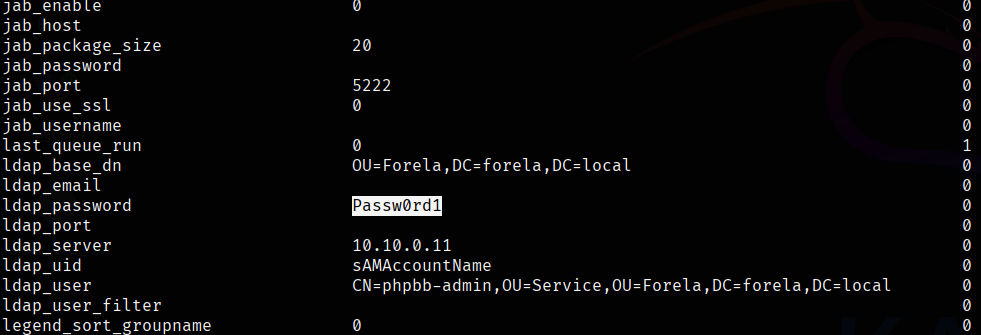 jab_enable 0 0
jab_host 0
jab_package_size 20 0
jab_password 0
jab_port 5222 0
jab_use_ssl 0 0
jab_username 0
last_queue_run 0 1
ldap_base_dn OU=Forela,DC=forela,DC=local 0
ldap_email 0
ldap_password Passw0rd1 0
ldap_port 0
ldap_server 10.10.0.11 0
ldap_uid sAMAccountName 0
ldap_user CN=phpbb-admin,OU=Service,OU=Forela,DC=forela,DC=local 0
ldap_user_filter 0
legend_sort_groupname 0 0